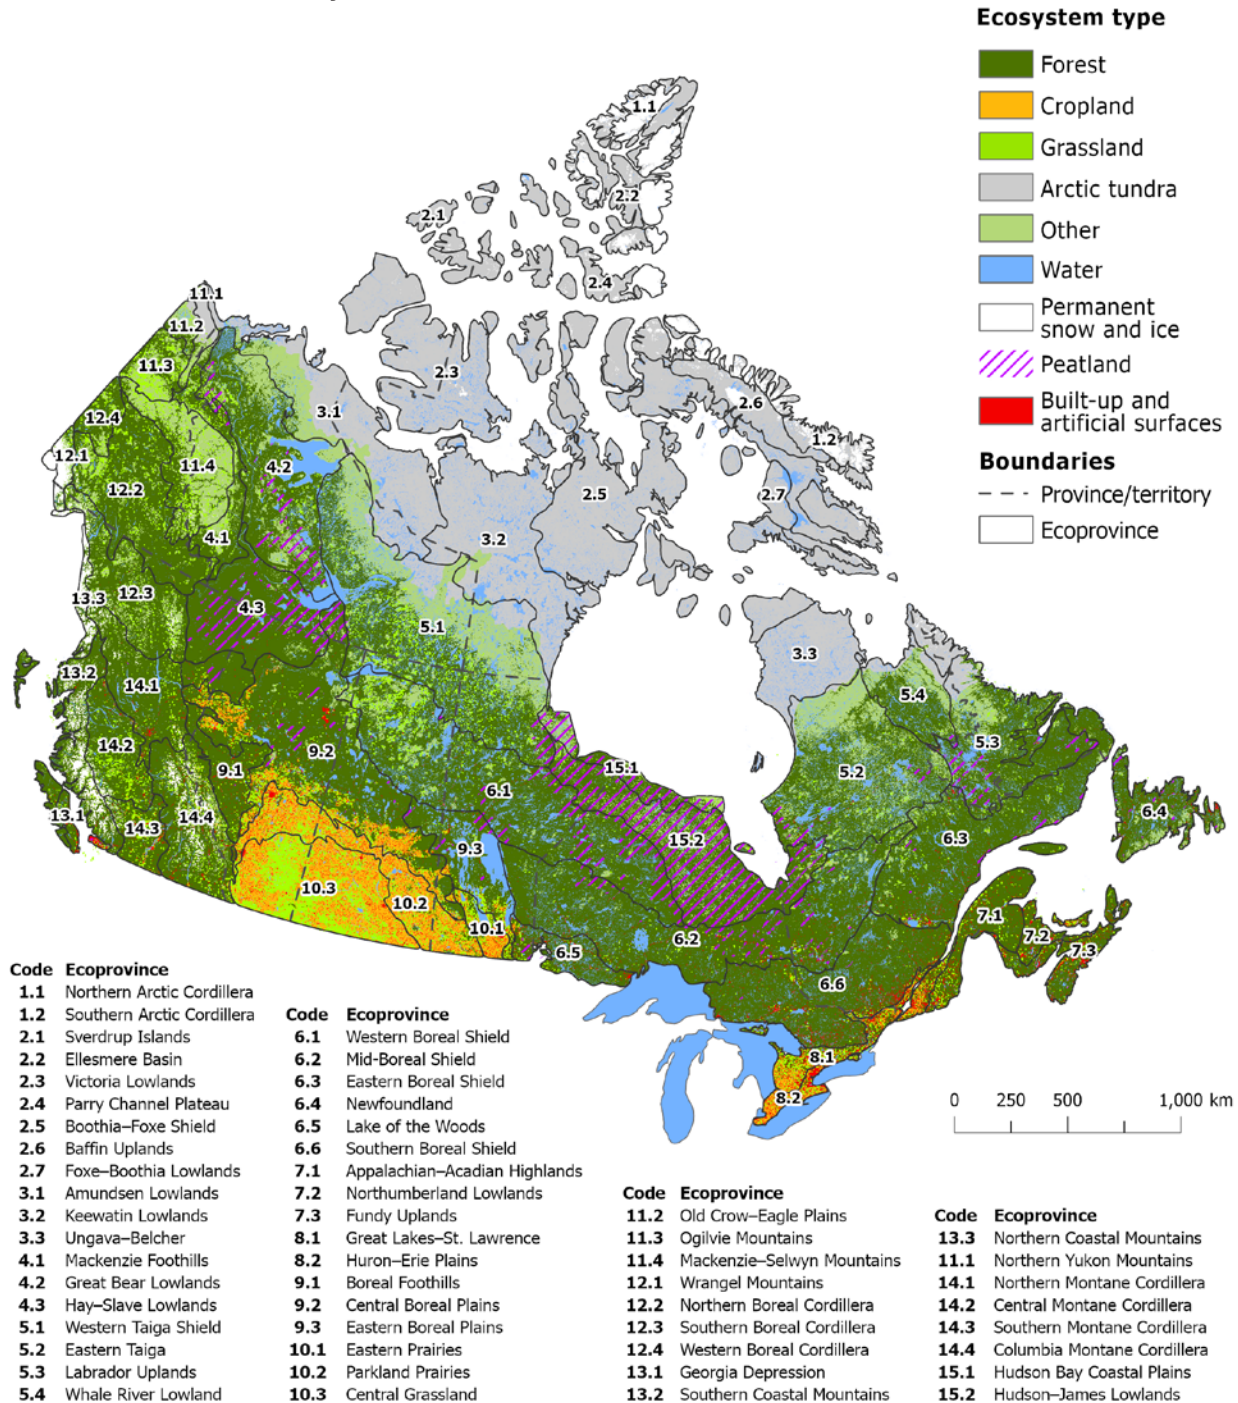 Ecosystem type
Forest
Cropland
Grassland
Arctic tundra
Other
Water
Permanent
snow and ice
Peatland
Built-up and
artificial surfaces
Boundaries
Province/territory
Ecoprovince
1.1
2.2
2.1
2.4
11.1
11.2
11.3
2.3
2.6
3.1
1.2
12.4
12.1
11.4
4.2
12.2
2.5
2.7
4.1
3.2
13.3
12.3
4.3
5.1
3.3
13.2
14.1
5.4
14.2
9.2
5.3
9.1
15.1
5.2
6.1
13.1
14.3
14.4
6.4
9.3
15.2
6.3
10.3
10.2
10.1
6.2
7.1
7.2
7.3
6.5
6.6
8.1
8.2
0 250 500 1,000 km
Code Ecoprovince
1.1 Northern Arctic Cordillera
1.2 Southern Arctic Cordillera
2.1 Sverdrup Islands
2.2 Ellesmere Basin
2.3 Victoria Lowlands
2.4 Parry Channel Plateau
2.5 Boothia–Foxe Shield
2.6 Baffin Uplands
2.7 Foxe–Boothia Lowlands
3.1 Amundsen Lowlands
3.2 Keewatin Lowlands
3.3 Ungava–Belcher
4.1 Mackenzie Foothills
4.2 Great Bear Lowlands
4.3 Hay–Slave Lowlands
5.1 Western Taiga Shield
5.2 Eastern Taiga
5.3 Labrador Uplands
5.4 Whale River Lowland
Code Ecoprovince
6.1 Western Boreal Shield
6.2 Mid-Boreal Shield
6.3 Eastern Boreal Shield
6.4 Newfoundland
6.5 Lake of the Woods
6.6 Southern Boreal Shield
7.1 Appalachian–Acadian Highlands
7.2 Northumberland Lowlands
7.3 Fundy Uplands
8.1 Great Lakes–St. Lawrence
8.2 Huron–Erie Plains
9.1 Boreal Foothills
9.2 Central Boreal Plains
9.3 Eastern Boreal Plains
10.1 Eastern Prairies
10.2 Parkland Prairies
10.3 Central Grassland
Code Ecoprovince
11.2 Old Crow–Eagle Plains
11.3 Ogilvie Mountains
11.4 Mackenzie–Selwyn Mountains
12.1 Wrangel Mountains
12.2 Northern Boreal Cordillera
12.3 Southern Boreal Cordillera
12.4 Western Boreal Cordillera
13.1 Georgia Depression
13.2 Southern Coastal Mountains
Code Ecoprovince
13.3 Northern Coastal Mountains
11.1 Northern Yukon Mountains
14.1 Northern Montane Cordillera
14.2 Central Montane Cordillera
14.3 Southern Montane Cordillera
14.4 Columbia Montane Cordillera
15.1 Hudson Bay Coastal Plains
15.2 Hudson–James Lowlands